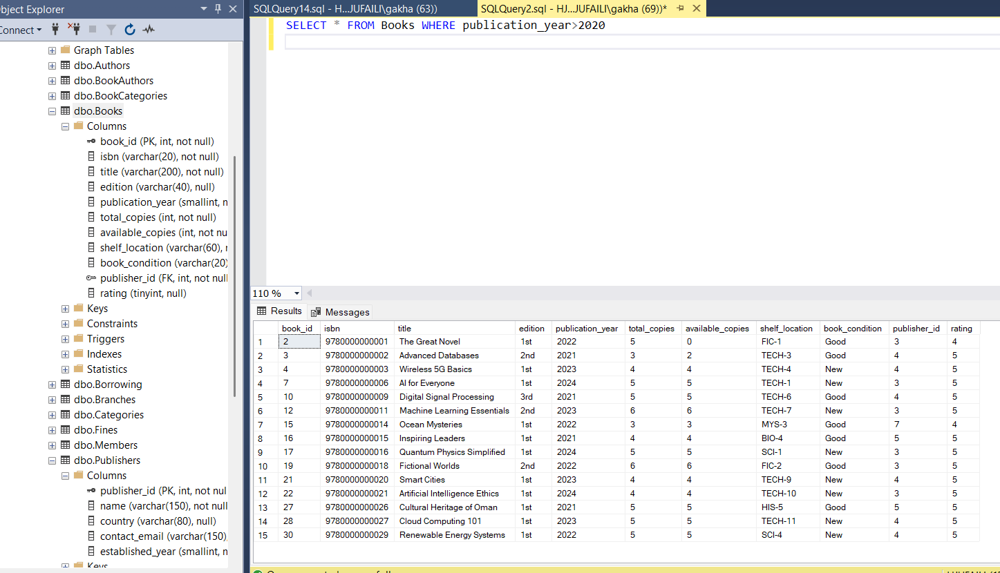 bject Explorer
onnect
Graph Tables
dbo.Authors
dbo.BookAuthors
dbo.BookCategories
dbo.Books
Columns
book_id (PK, int, not null)
isbn (varchar(20), not null)
title (varchar(200), not null)
edition (varchar(40), null)
publication_year (smallint, n
total_copies (int, not null)
available_copies (int, not nu
shelf_location (varchar(60), n
book_condition (varchar(20)
publisher_id (FK, int, not null
rating (tinyint, null)
Keys
Constraints
Triggers
Indexes
Statistics
dbo.Borrowing
dbo.Branches
dbo.Categories
dbo.Fines
dbo.Members
dbo.Publishers
Columns
publisher_id (PK, int, not nul
name (varchar(150), not null
country (varchar(80), null)
contact_email (varchar(150),
established_year (smallint, n
Keys
SQLQuery14.sql - H...JUFAILI\gakha (63))
SQLQuery2.sql - HJ...JUFAILI\gakha (69))*
SELECT * FROM Books WHERE publication_year>2020
110 %
Results Messages
book_id isbn title edition publication_year total_copies available_copies shelf_location book_condition publisher_id rating
1 2 9780000000001 The Great Novel 1st 2022 5 0 FIC-1 Good 3 4
2 3 9780000000002 Advanced Databases 2nd 2021 3 2 TECH-3 Good 4 5
3 4 9780000000003 Wireless 5G Basics 1st 2023 4 4 TECH-4 New 4 5
4 7 9780000000006 AI for Everyone 1st 2024 5 5 TECH-1 New 3 5
5 10 9780000000009 Digital Signal Processing 3rd 2021 5 5 TECH-6 Good 4 5
6 12 9780000000011 Machine Learning Essentials 2nd 2023 6 6 TECH-7 New 3 5
7 15 9780000000014 Ocean Mysteries 1st 2022 3 3 MYS-3 Good 7 4
8 16 9780000000015 Inspiring Leaders 1st 2021 4 4 BIO-4 Good 5 5
9 17 9780000000016 Quantum Physics Simplified 1st 2024 5 5 SCI-1 New 3 5
10 19 9780000000018 Fictional Worlds 2nd 2022 6 6 FIC-2 Good 3 5
11 21 9780000000020 Smart Cities 1st 2023 4 4 TECH-9 New 4 5
12 22 9780000000021 Artificial Intelligence Ethics 1st 2024 4 4 TECH-10 New 3 5
13 27 9780000000026 Cultural Heritage of Oman 1st 2021 5 5 HIS-5 Good 5 5
14 28 9780000000027 Cloud Computing 101 1st 2023 5 5 TECH-11 New 4 5
15 30 9780000000029 Renewable Energy Systems 1st 2022 5 5 SCI-4 New 4 5